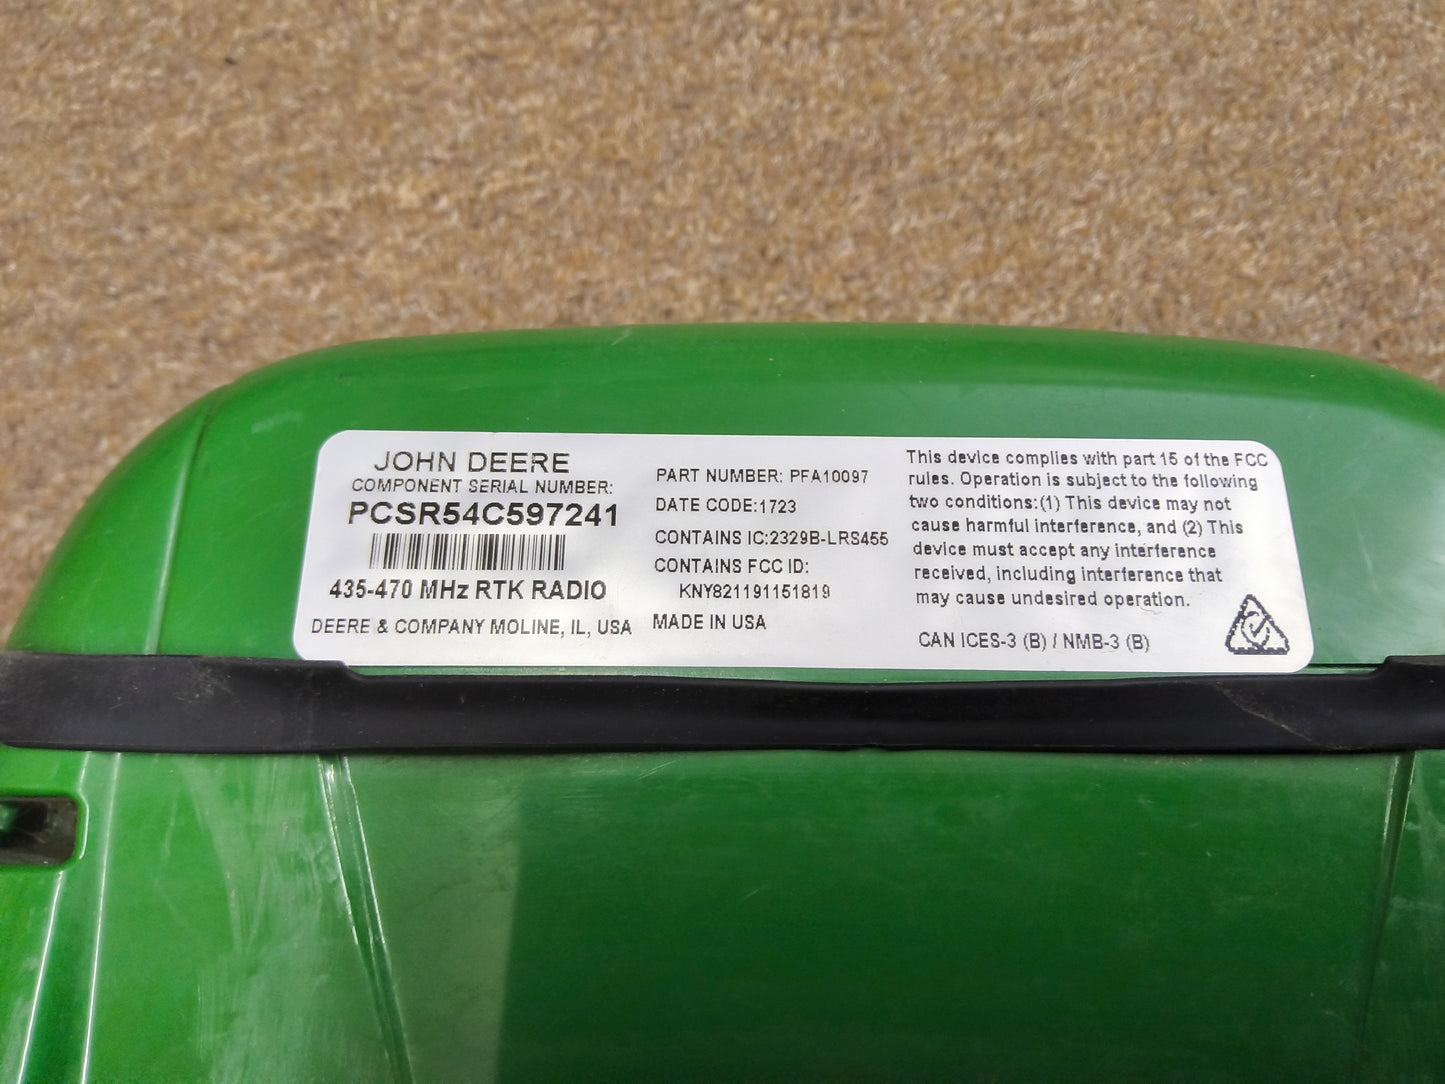 JOHN DEERE
COMPONENT SERIAL NUMBER:
PCSR54C597241
435-470 MHz RTK RADIO
DEERE & COMPANY MOLINE, IL, USA
PART NUMBER: PFA10097
DATE CODE:1723
CONTAINS IC:2329B-LRS455
CONTAINS FCC ID:
KNY821191151819
MADE IN USA
This device complies with part 15 of the FCC
rules. Operation is subject to the following
two conditions:(1) This device may not
cause harmful interference, and (2) This
device must accept any interference
received, including interference that
may cause undesired operation.
CAN ICES-3 (B) / NMB-3 (B)